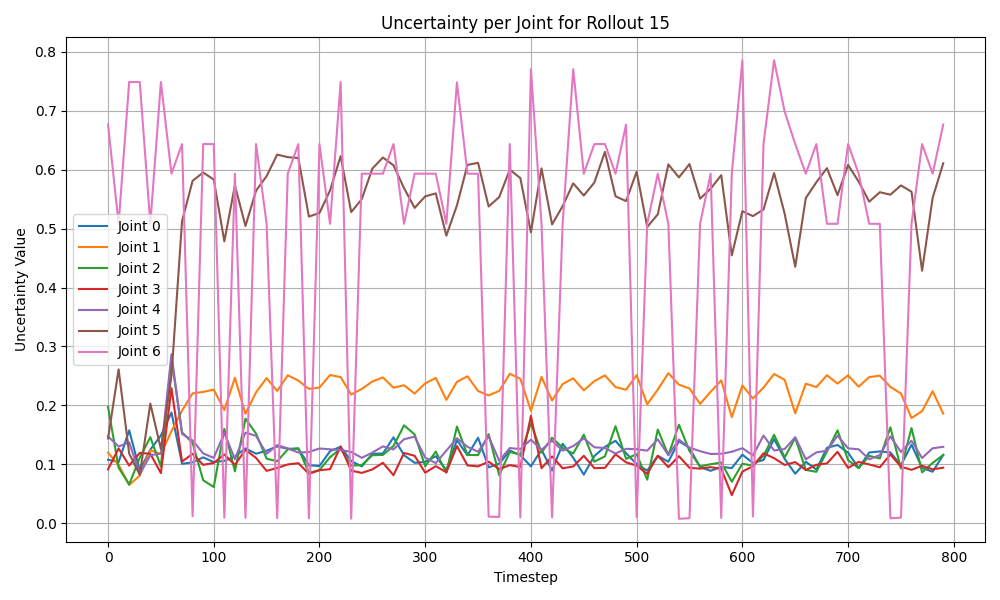 Uncertainty per Joint for Rollout 15
Uncertainty Value
0.8
0.7
0.6
0.5
0.4
0.3
0.2
0.1
0.0
Joint 0
Joint 1
Joint 2
Joint 3
Joint 4
Joint 5
Joint 6
0 100 200 300 400 500 600 700 800
Timestep